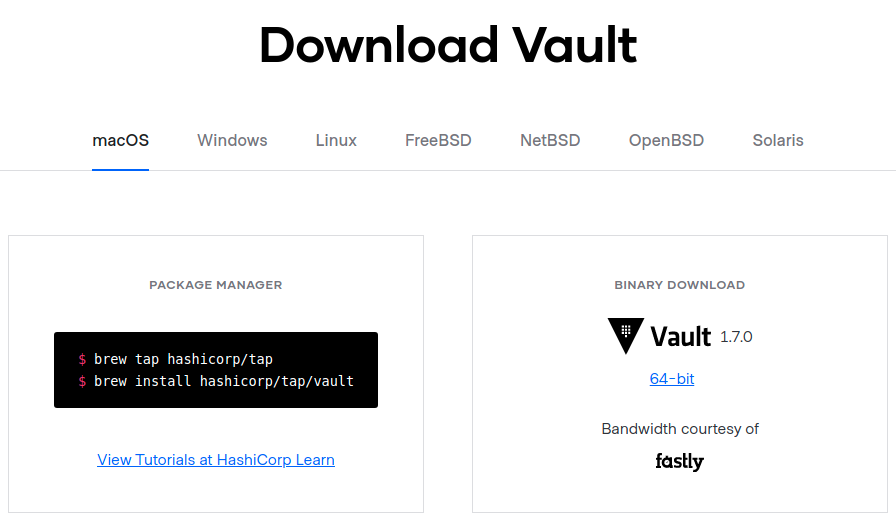 Download Vault
macOS Windows Linux FreeBSD NetBSD OpenBSD Solaris
PACKAGE MANAGER
$ brew tap hashicorp/tap
$ brew install hashicorp/tap/vault
View Tutorials at HashiCorp Learn
BINARY DOWNLOAD
Vault 1.7.0
64-bit
Bandwidth courtesy of
fastly